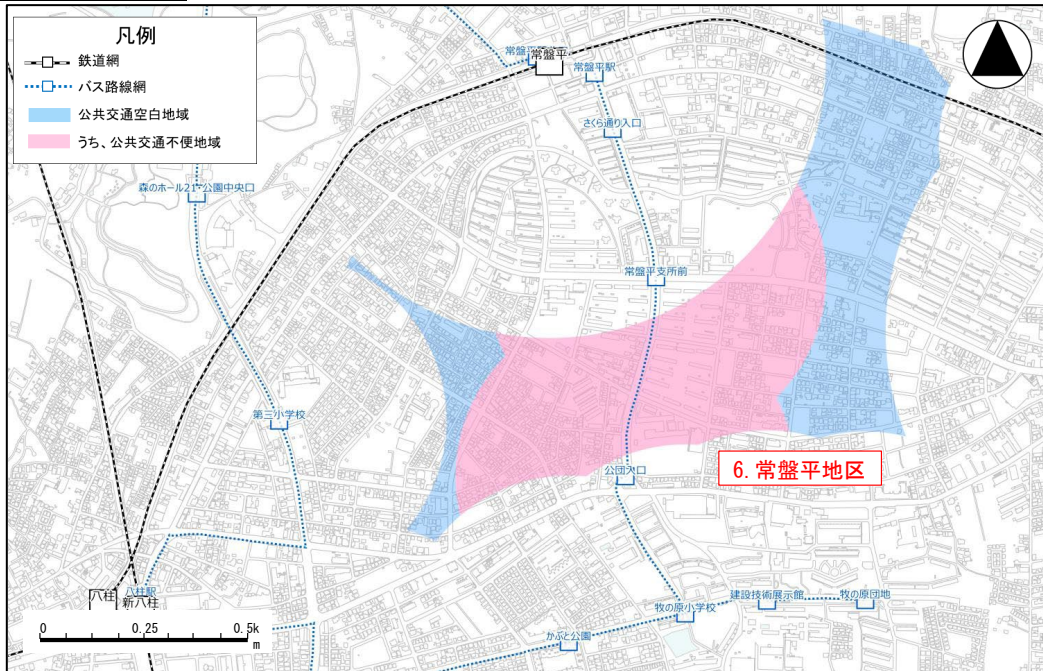 凡例
鉄道網
バス路線網
公共交通空白地域
うち、公共交通不便地域
常盤平
常盤平駅
さくら通り入口
森のホール21・公園中央口
常盤平支所前
第三小学校
公団入口
6. 常盤平地区
八柱
八柱駅
新八柱
牧の原小学校
建設技術展示館
牧の原団地
かぶと公園
0 0.25 0.5k
m